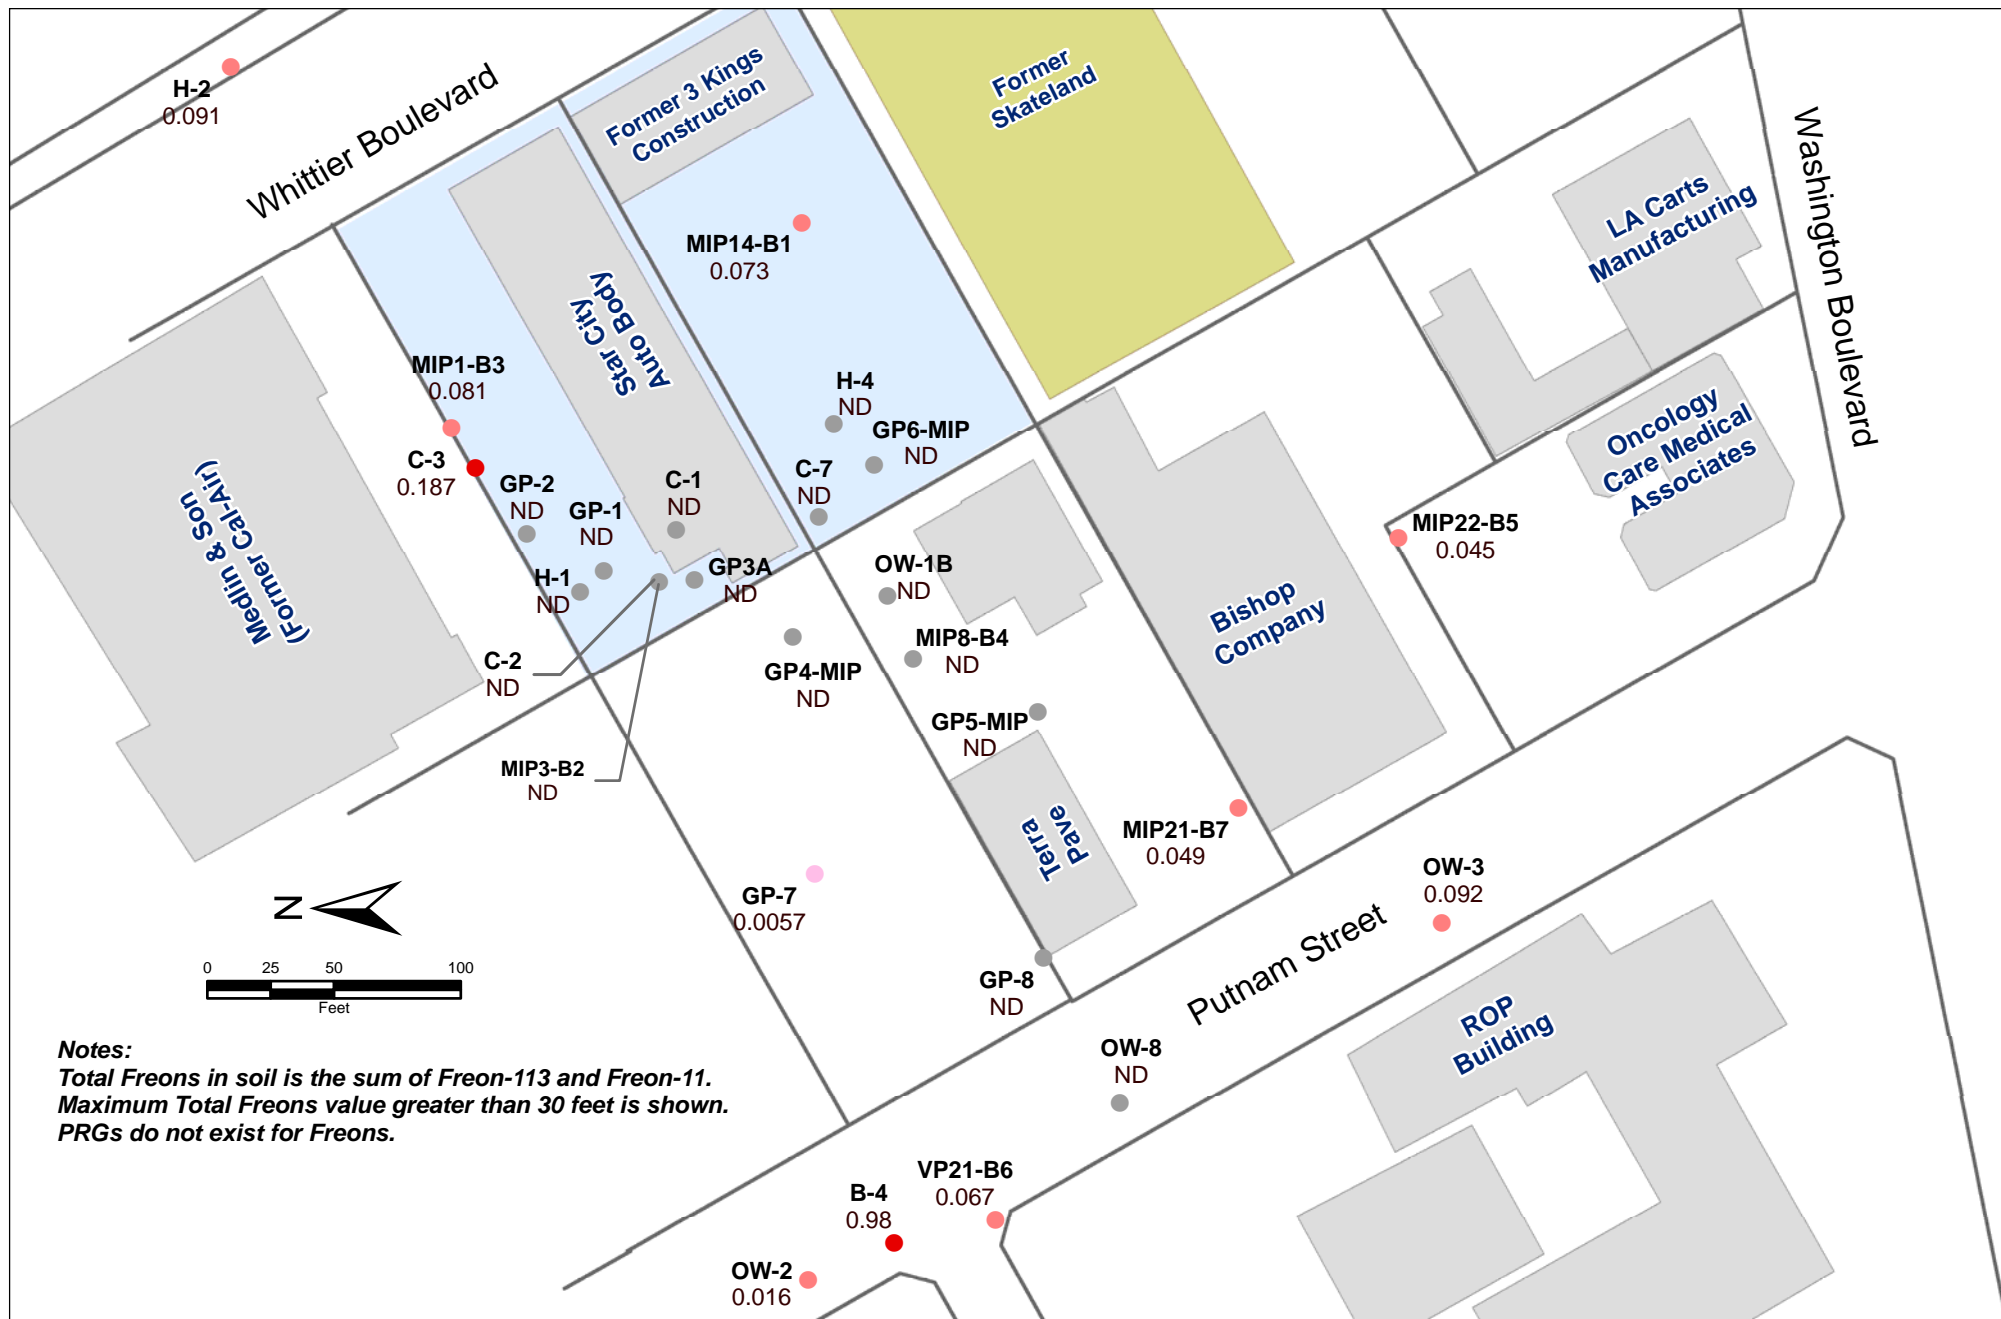 H-2
0.091
Whittier Boulevard
Former 3 Kings
Construction
Former
Skateland
Washington Boulevard
LA Carts
Manufacturing
MIP14-B1
0.073
Star City
Auto Body
MIP1-B3
0.081
H-4
ND
GP6-MIP
ND
C-3
0.187
GP-2
ND
GP-1
ND
C-1
ND
C-7
ND
Oncology
Care Medical
Associates
Medlin & Son
(Former Cal-Air)
MIP22-B5
0.045
H-1
ND
GP3A
ND
OW-1B
ND
Bishop
Company
C-2
ND
GP4-MIP
ND
MIP8-B4
ND
GP5-MIP
ND
MIP3-B2
ND
Terra
Pave
MIP21-B7
0.049
GP-7
0.0057
OW-3
0.092
N
0 25 50 100
Feet
GP-8
ND
Putnam Street
ROP
Building
Notes:
Total Freons in soil is the sum of Freon-113 and Freon-11.
Maximum Total Freons value greater than 30 feet is shown.
PRGs do not exist for Freons.
OW-8
ND
VP21-B6
0.067
B-4
0.98
OW-2
0.016